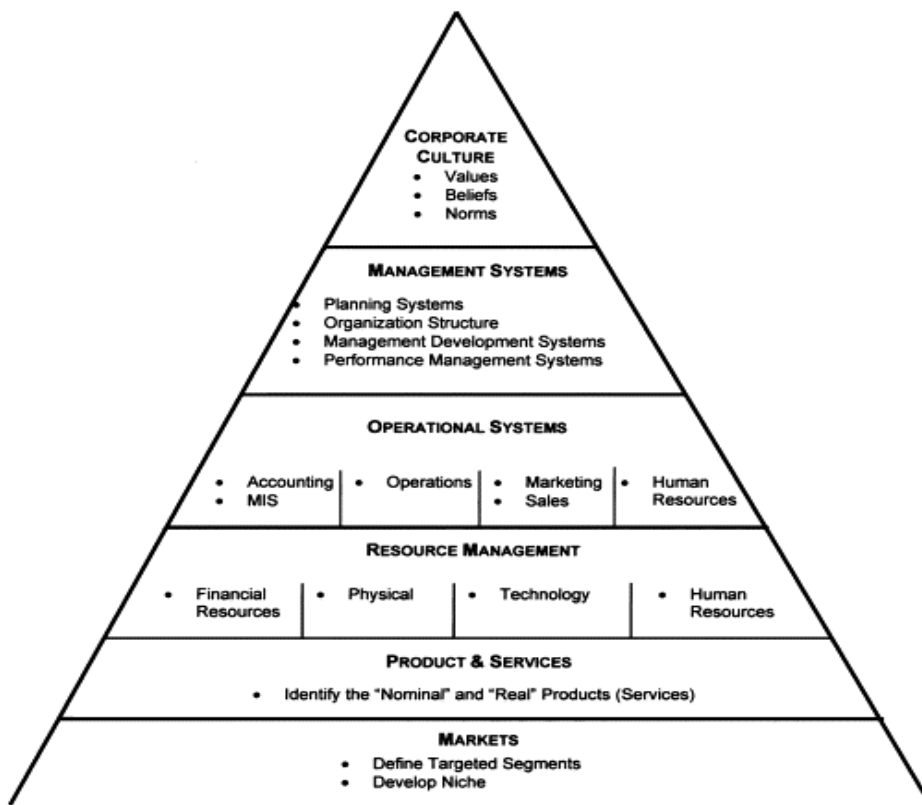 CORPORATE
CULTURE
• Values
• Beliefs
• Norms
MANAGEMENT SYSTEMS
• Planning Systems
• Organization Structure
• Management Development Systems
• Performance Management Systems
OPERATIONAL SYSTEMS
• Accounting
• MIS
• Operations
• Marketing
• Sales
• Human
Resources
RESOURCE MANAGEMENT
• Financial
Resources
• Physical
• Technology
• Human
Resources
PRODUCT & SERVICES
• Identify the “Nominal” and “Real” Products (Services)
MARKETS
• Define Targeted Segments
• Develop Niche